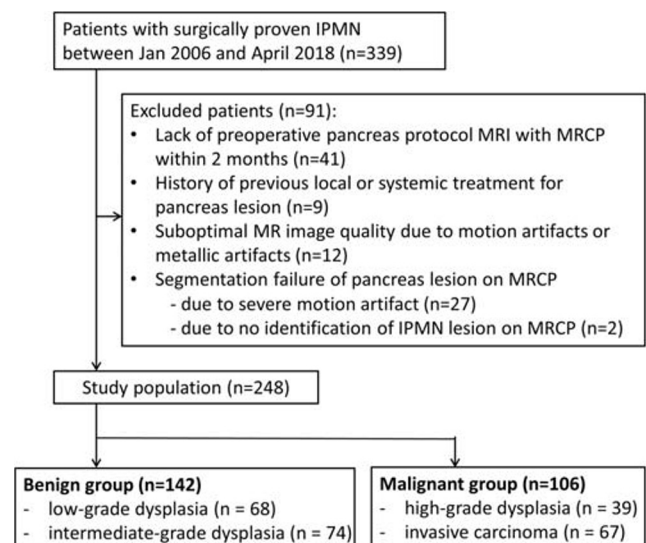 Patients with surgically proven IPMN
between Jan 2006 and April 2018 (n=339)
Excluded patients (n=91):
• Lack of preoperative pancreas protocol MRI with MRCP
within 2 months (n=41)
• History of previous local or systemic treatment for
pancreas lesion (n=9)
• Suboptimal MR image quality due to motion artifacts or
metallic artifacts (n=12)
• Segmentation failure of pancreas lesion on MRCP
- due to severe motion artifact (n=27)
- due to no identification of IPMN lesion on MRCP (n=2)
Study population (n=248)
Benign group (n=142)
- low-grade dysplasia (n = 68)
- intermediate-grade dysplasia (n = 74)
Malignant group (n=106)
- high-grade dysplasia (n = 39)
- invasive carcinoma (n = 67)